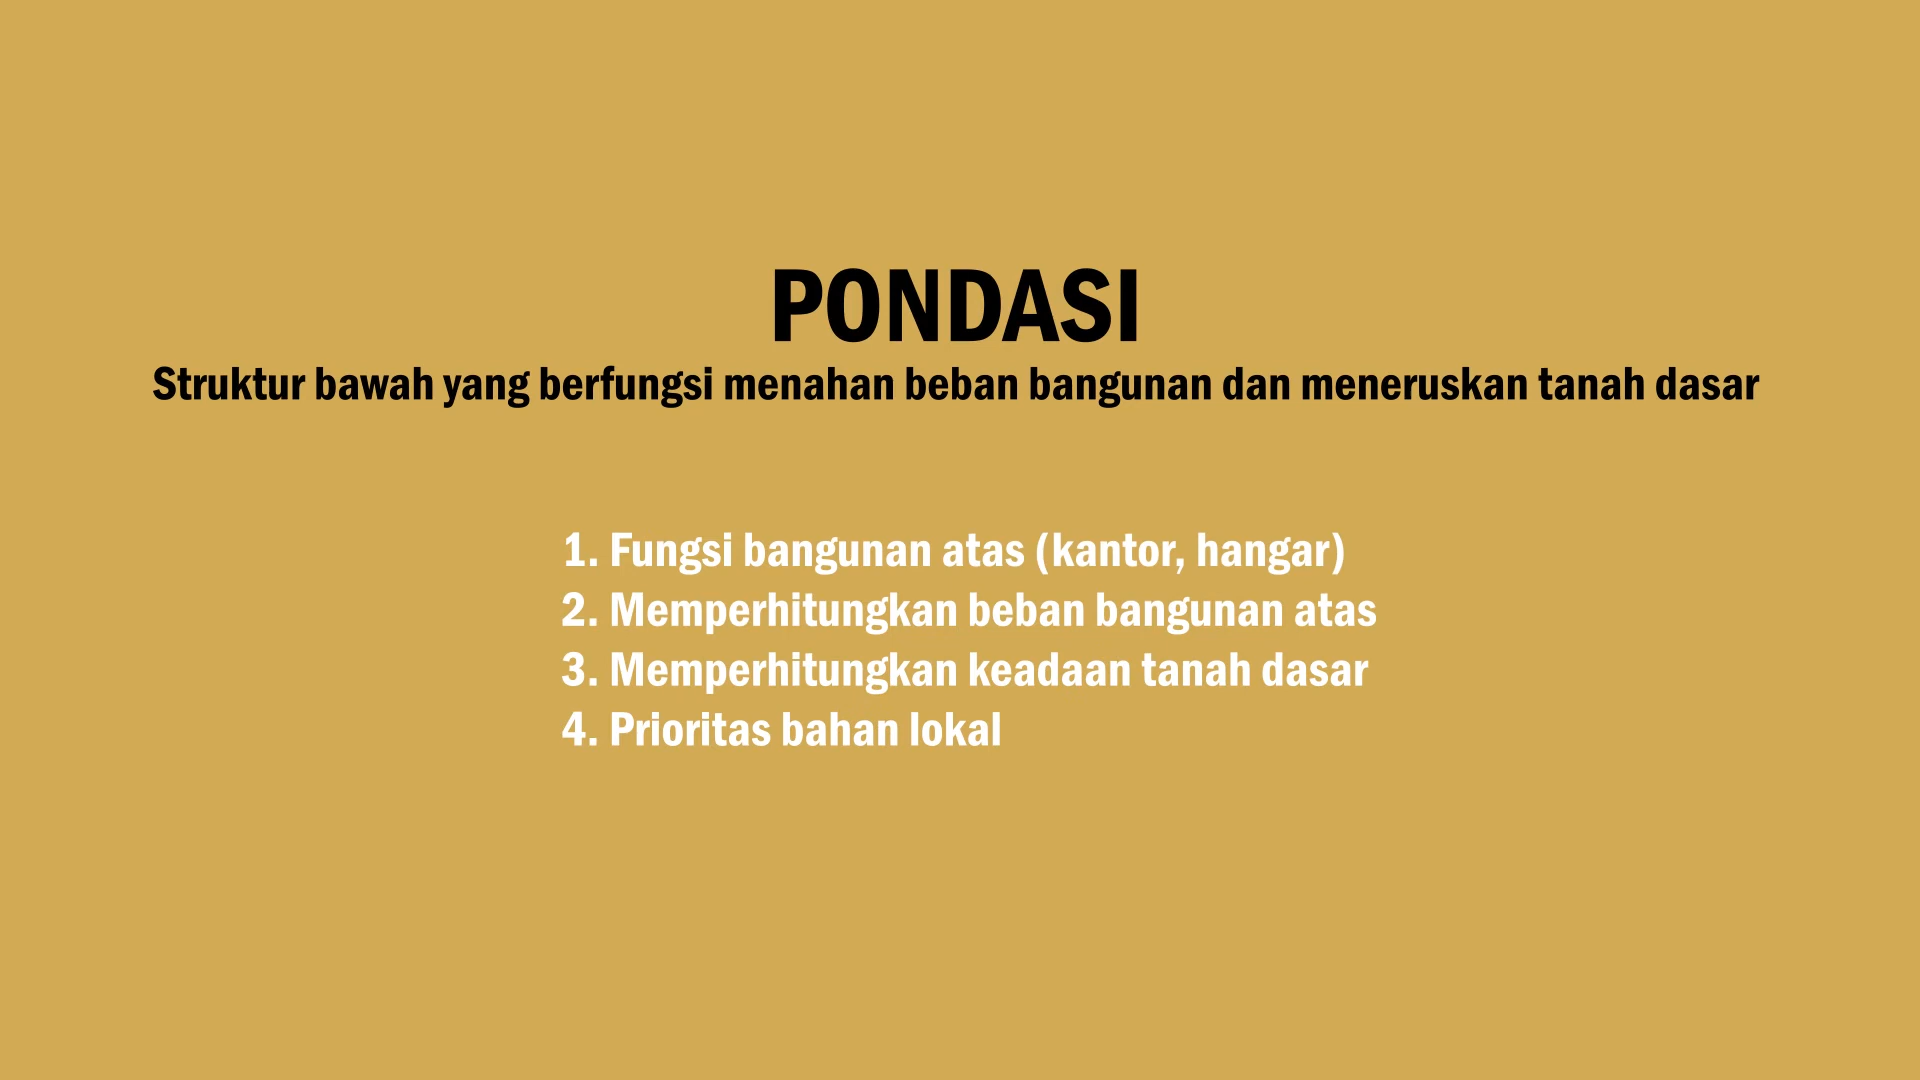 PONDASI
Struktur bawah yang berfungsi menahan beban bangunan dan meneruskan tanah dasar
1. Fungsi bangunan atas (kantor, hangar)
2. Memperhitungkan beban bangunan atas
3. Memperhitungkan keadaan tanah dasar
4. Prioritas bahan lokal